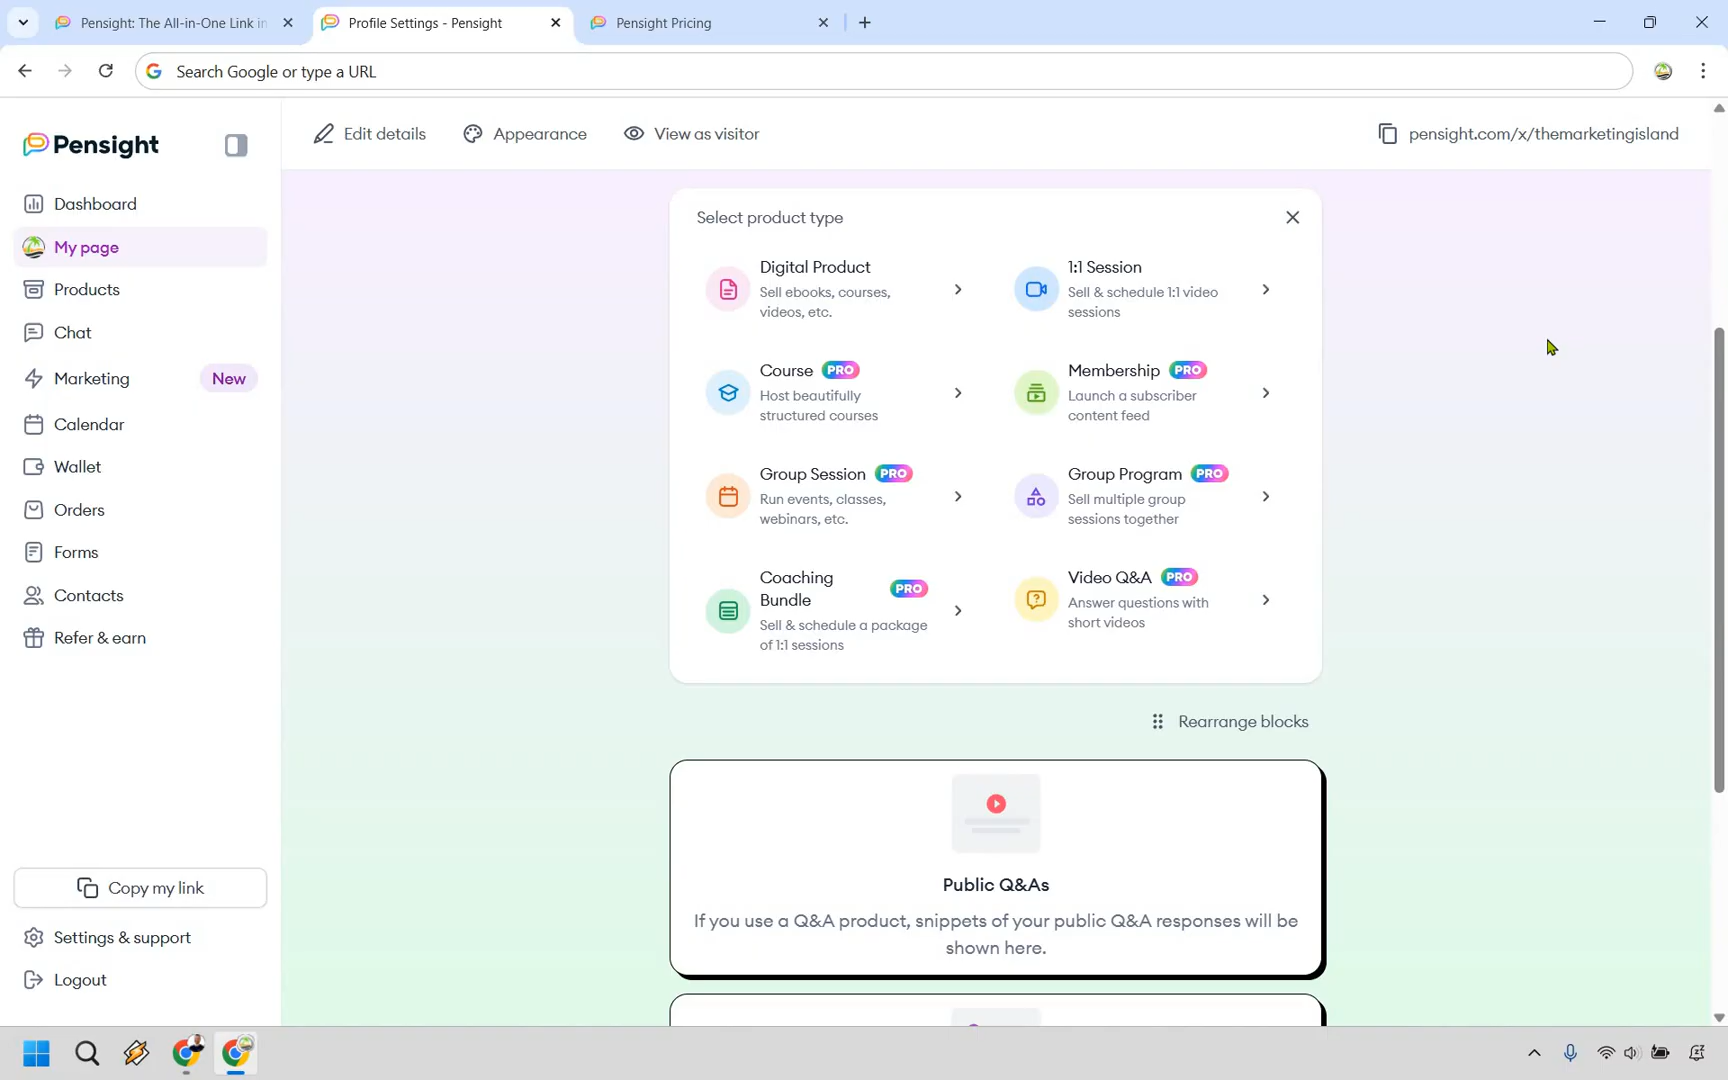 Pensight: The All-in-One Link in
Profile Settings - Pensight
Pensight Pricing
Search Google or type a URL
Pensight
Edit details
Appearance
View as visitor
pensight.com/x/themarketingisland
Dashboard
My page
Products
Chat
Marketing New
Calendar
Wallet
Orders
Forms
Contacts
Refer & earn
Copy my link
Settings & support
Logout
Select product type
Digital Product
Sell ebooks, courses,
videos, etc.
1:1 Session
Sell & schedule 1:1 video
sessions
Course PRO
Host beautifully
structured courses
Membership PRO
Launch a subscriber
content feed
Group Session PRO
Run events, classes,
webinars, etc.
Group Program PRO
Sell multiple group
sessions together
Coaching
Bundle PRO
Sell & schedule a package
of 1:1 sessions
Video Q&A PRO
Answer questions with
short videos
Rearrange blocks
Public Q&As
If you use a Q&A product, snippets of your public Q&A responses will be
shown here.